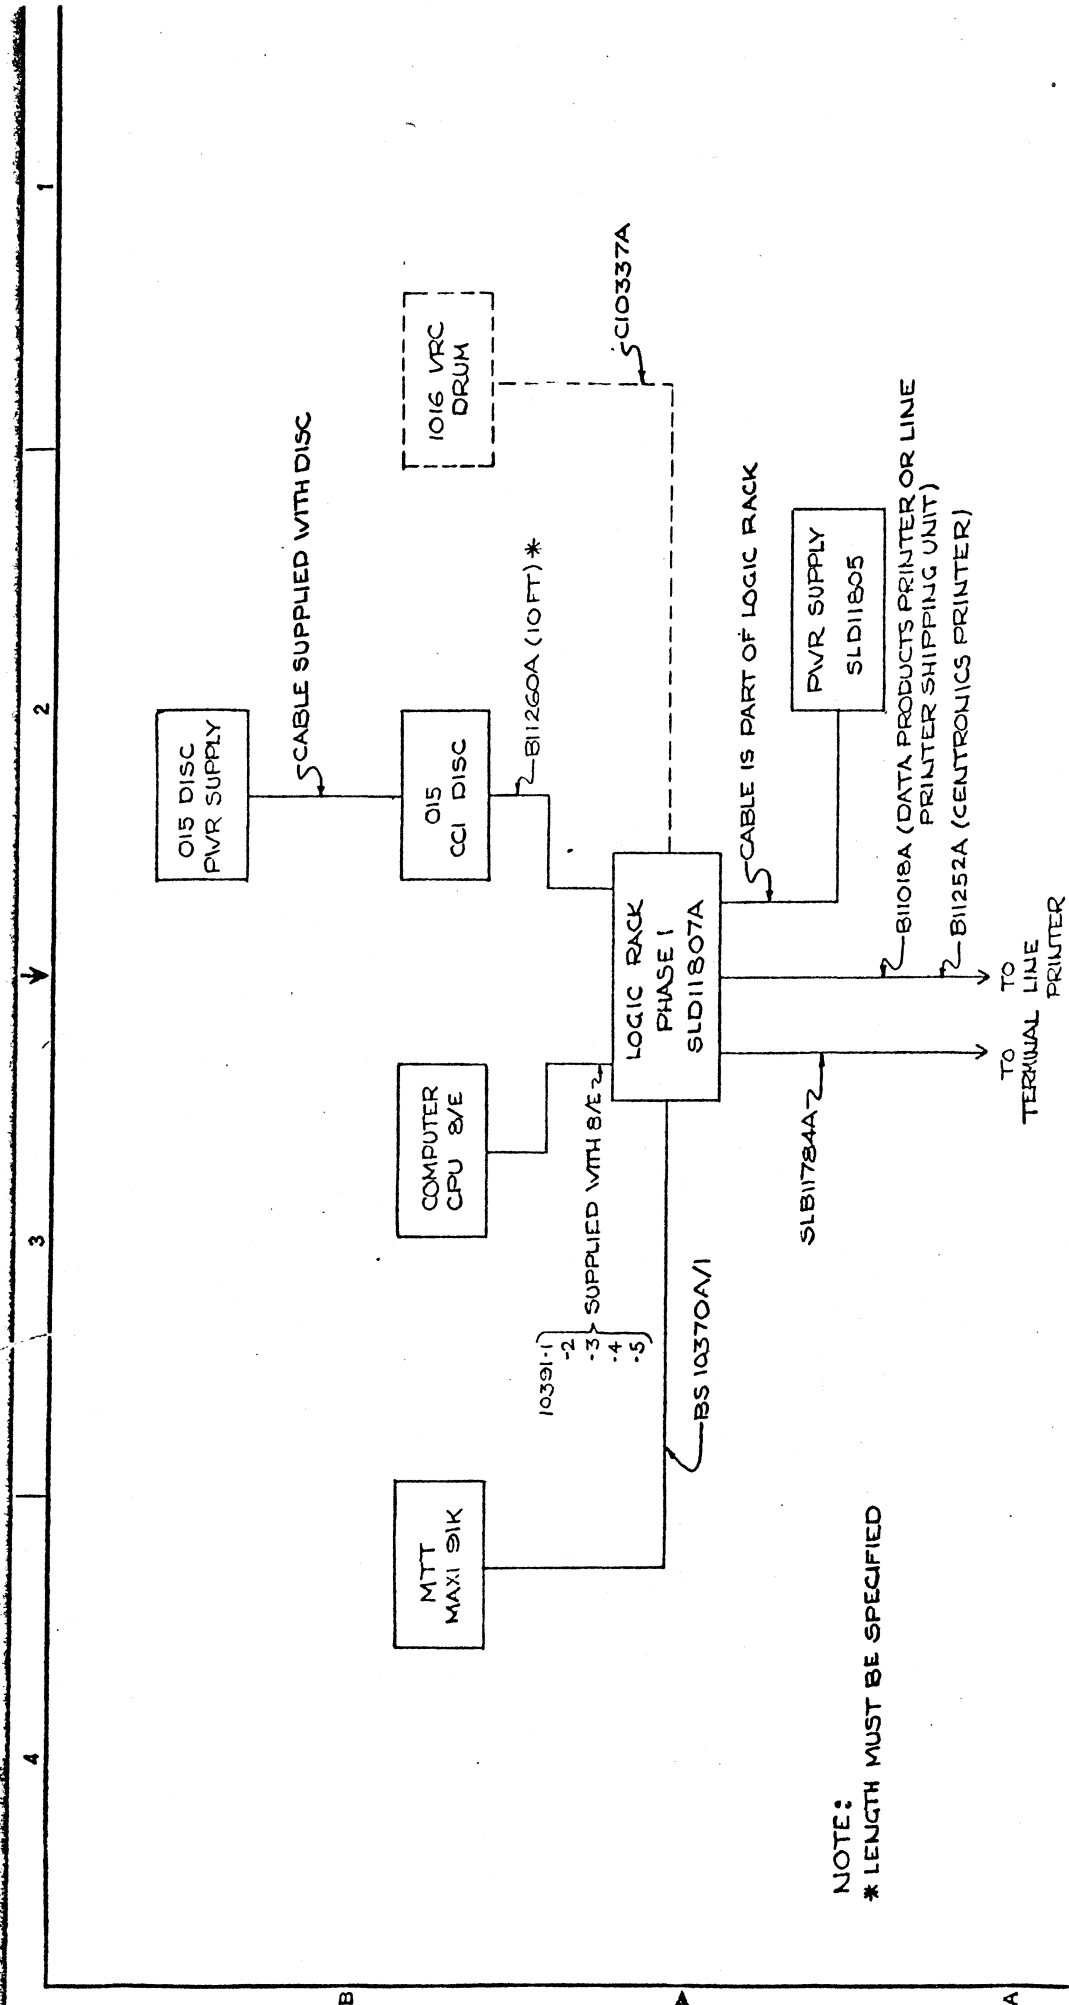 4
3
2
1
B
A
015 DISC
PWR SUPPLY
CABLE SUPPLIED WITH DISC
MTT
MAXI 91K
COMPUTER
CPU 8/E
015
CCI DISC
1016 VRC
DRUM
B11260A (10FT) *
10391-1
-2
-3
-4
-5
SUPPLIED WITH 8/E
C10337A
LOGIC RACK
PHASE 1
SLD11807A
BS 10370A/1
CABLE IS PART OF LOGIC RACK
PWR SUPPLY
SLD11805
SLB11784A
B11018A (DATA PRODUCTS PRINTER OR LINE
PRINTER SHIPPING UNIT)
B11252A (CENTRONICS PRINTER)
TO
TERMINAL
TO
LINE
PRINTER
NOTE:
* LENGTH MUST BE SPECIFIED